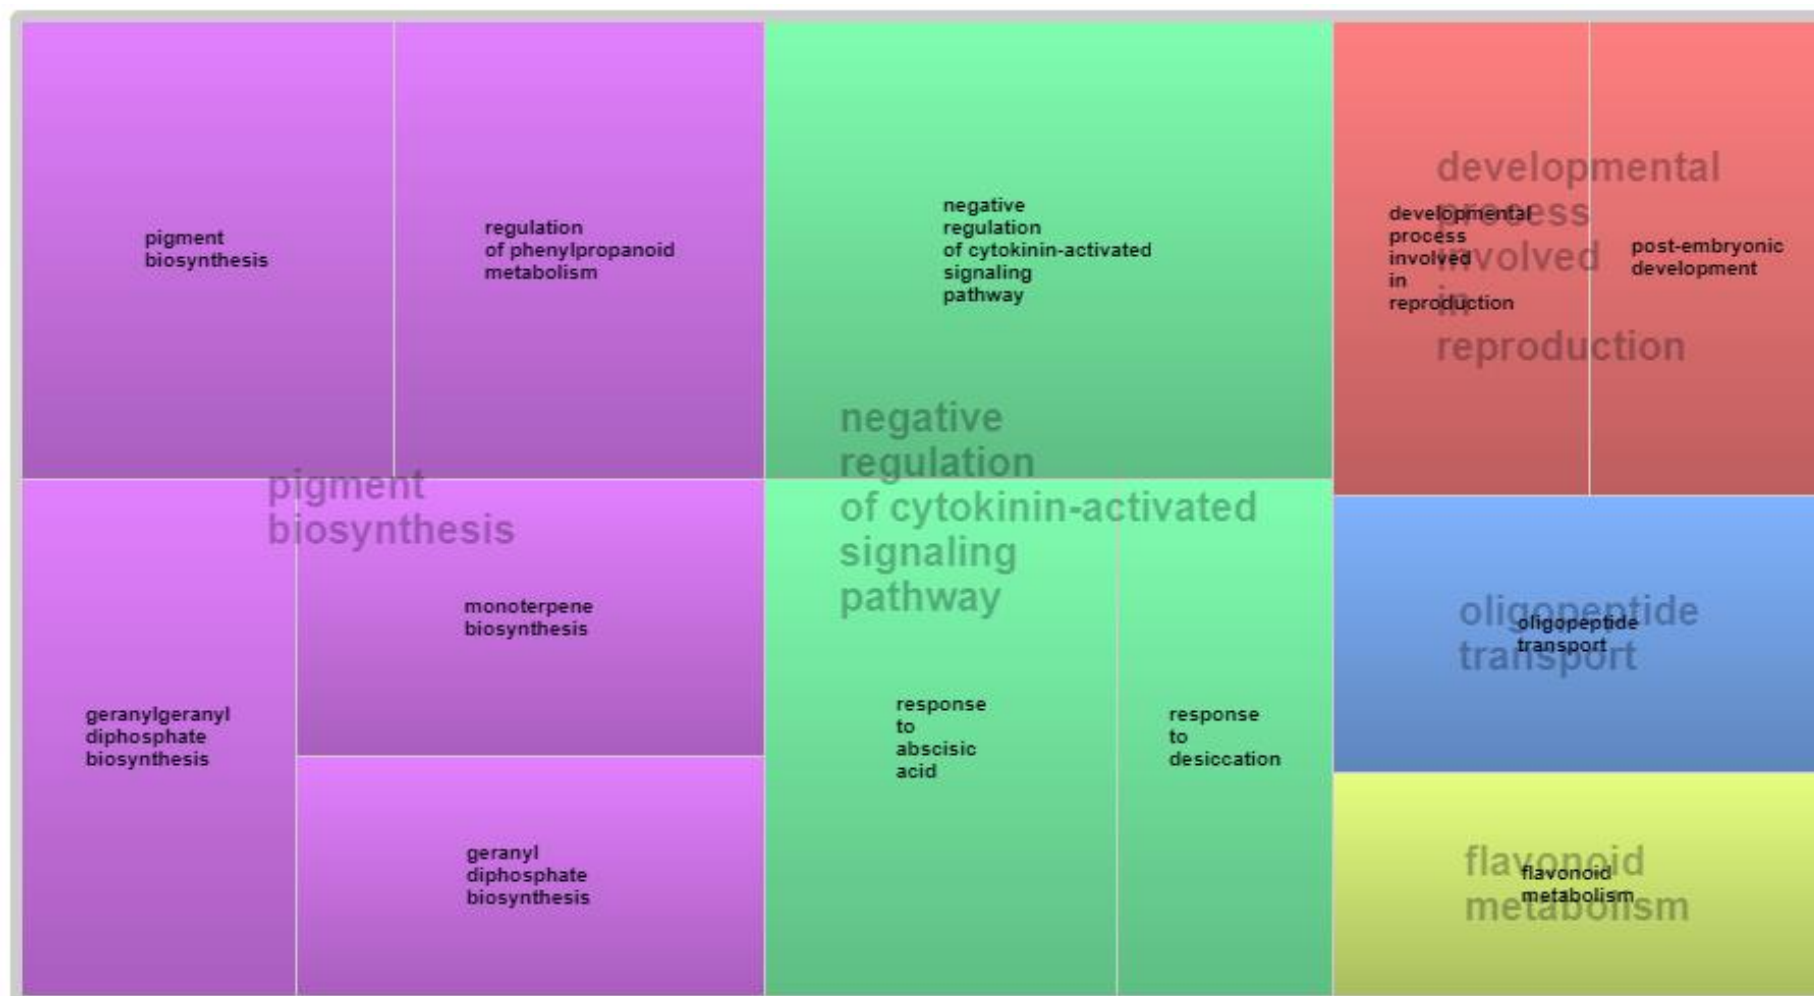 pigment
biosynthesis
regulation
of phenylpropanoid
metabolism
geranylgeranyl
diphosphate
biosynthesis
monoterpene
biosynthesis
geranyl
diphosphate
biosynthesis
pigment
biosynthesis
negative
regulation
of cytokinin-activated
signaling
pathway
response
to
abscisic
acid
response
to
desiccation
negative
regulation
of cytokinin-activated
signaling
pathway
developmental
process
involved
in
reproduction
post-embryonic
development
developmental
process
involved
in
reproduction
oligopeptide
transport
oligopeptide
transport
flavonoid
metabolism
flavonoid
metabolism